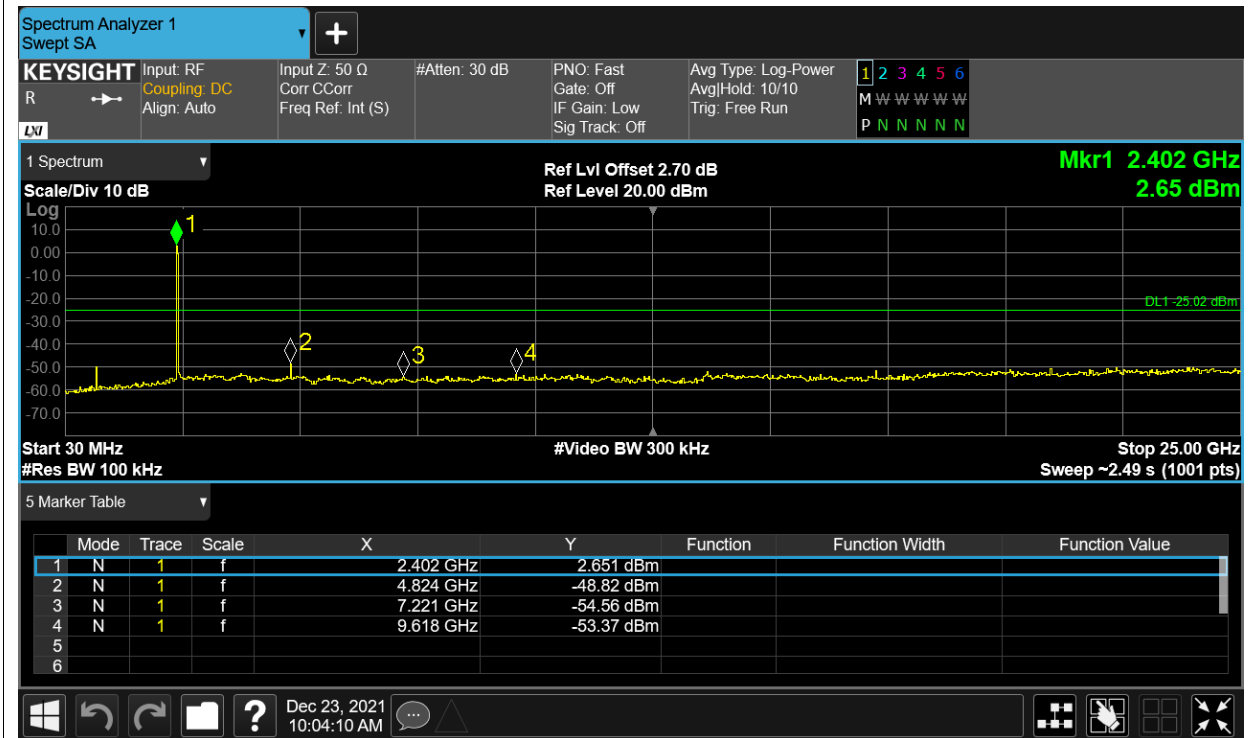 Spectrum Analyzer 1
Swept SA
+
KEYSIGHT
R
LXI
Input: RF
Coupling: DC
Align: Auto
Input Z: 50 Ω
Corr CCorr
Freq Ref: Int (S)
#Atten: 30 dB
PNO: Fast
Gate: Off
IF Gain: Low
Sig Track: Off
Avg Type: Log-Power
Avg|Hold: 10/10
Trig: Free Run
1 2 3 4 5 6
M W W W W W
P N N N N N
1 Spectrum
Scale/Div 10 dB
Ref Lvl Offset 2.70 dB
Ref Level 20.00 dBm
Mkr1 2.402 GHz
2.65 dBm
Log
10.0
0.00
-10.0
-20.0
-30.0
-40.0
-50.0
-60.0
-70.0
1
2
3
4
DL1 -25.02 dBm
Start 30 MHz
#Video BW 300 kHz
Stop 25.00 GHz
#Res BW 100 kHz
Sweep ~2.49 s (1001 pts)
5 Marker Table
Mode Trace Scale X Y Function Function Width Function Value
1 N 1 f 2.402 GHz 2.651 dBm
2 N 1 f 4.824 GHz -48.82 dBm
3 N 1 f 7.221 GHz -54.56 dBm
4 N 1 f 9.618 GHz -53.37 dBm
5
6
?
Dec 23, 2021
10:04:10 AM